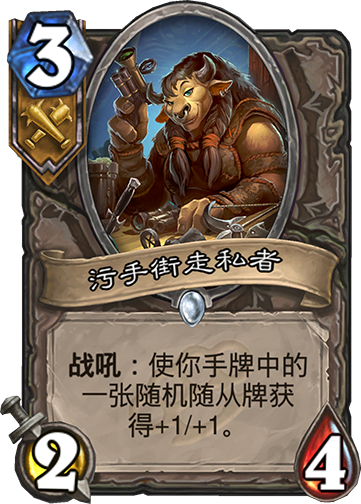 3
污手街走私者
战吼：使你手牌中的
一张随机随从牌获
得+1/+1。
2
4